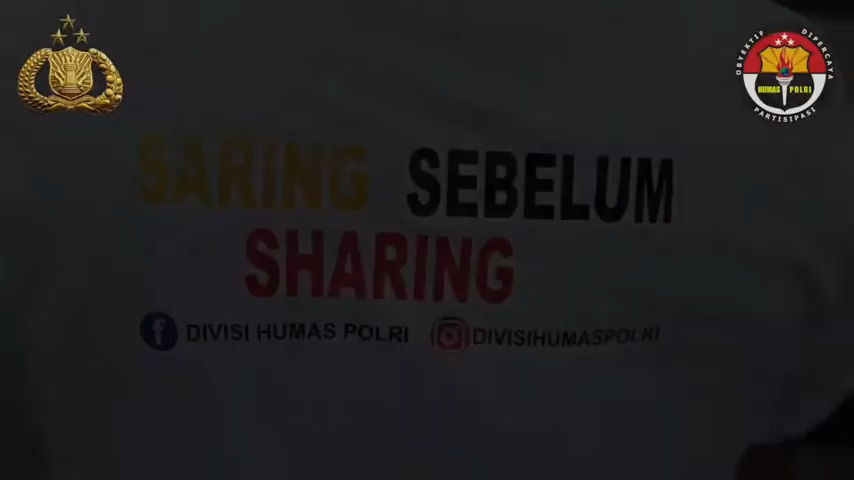 SARING SEBELUM
SHARING
DIVISI HUMAS POLRI DIVISIHUMASPOLRI
OBYEKTIF DIPERCAYA
HUMAS POLRI
PARTISIPASI